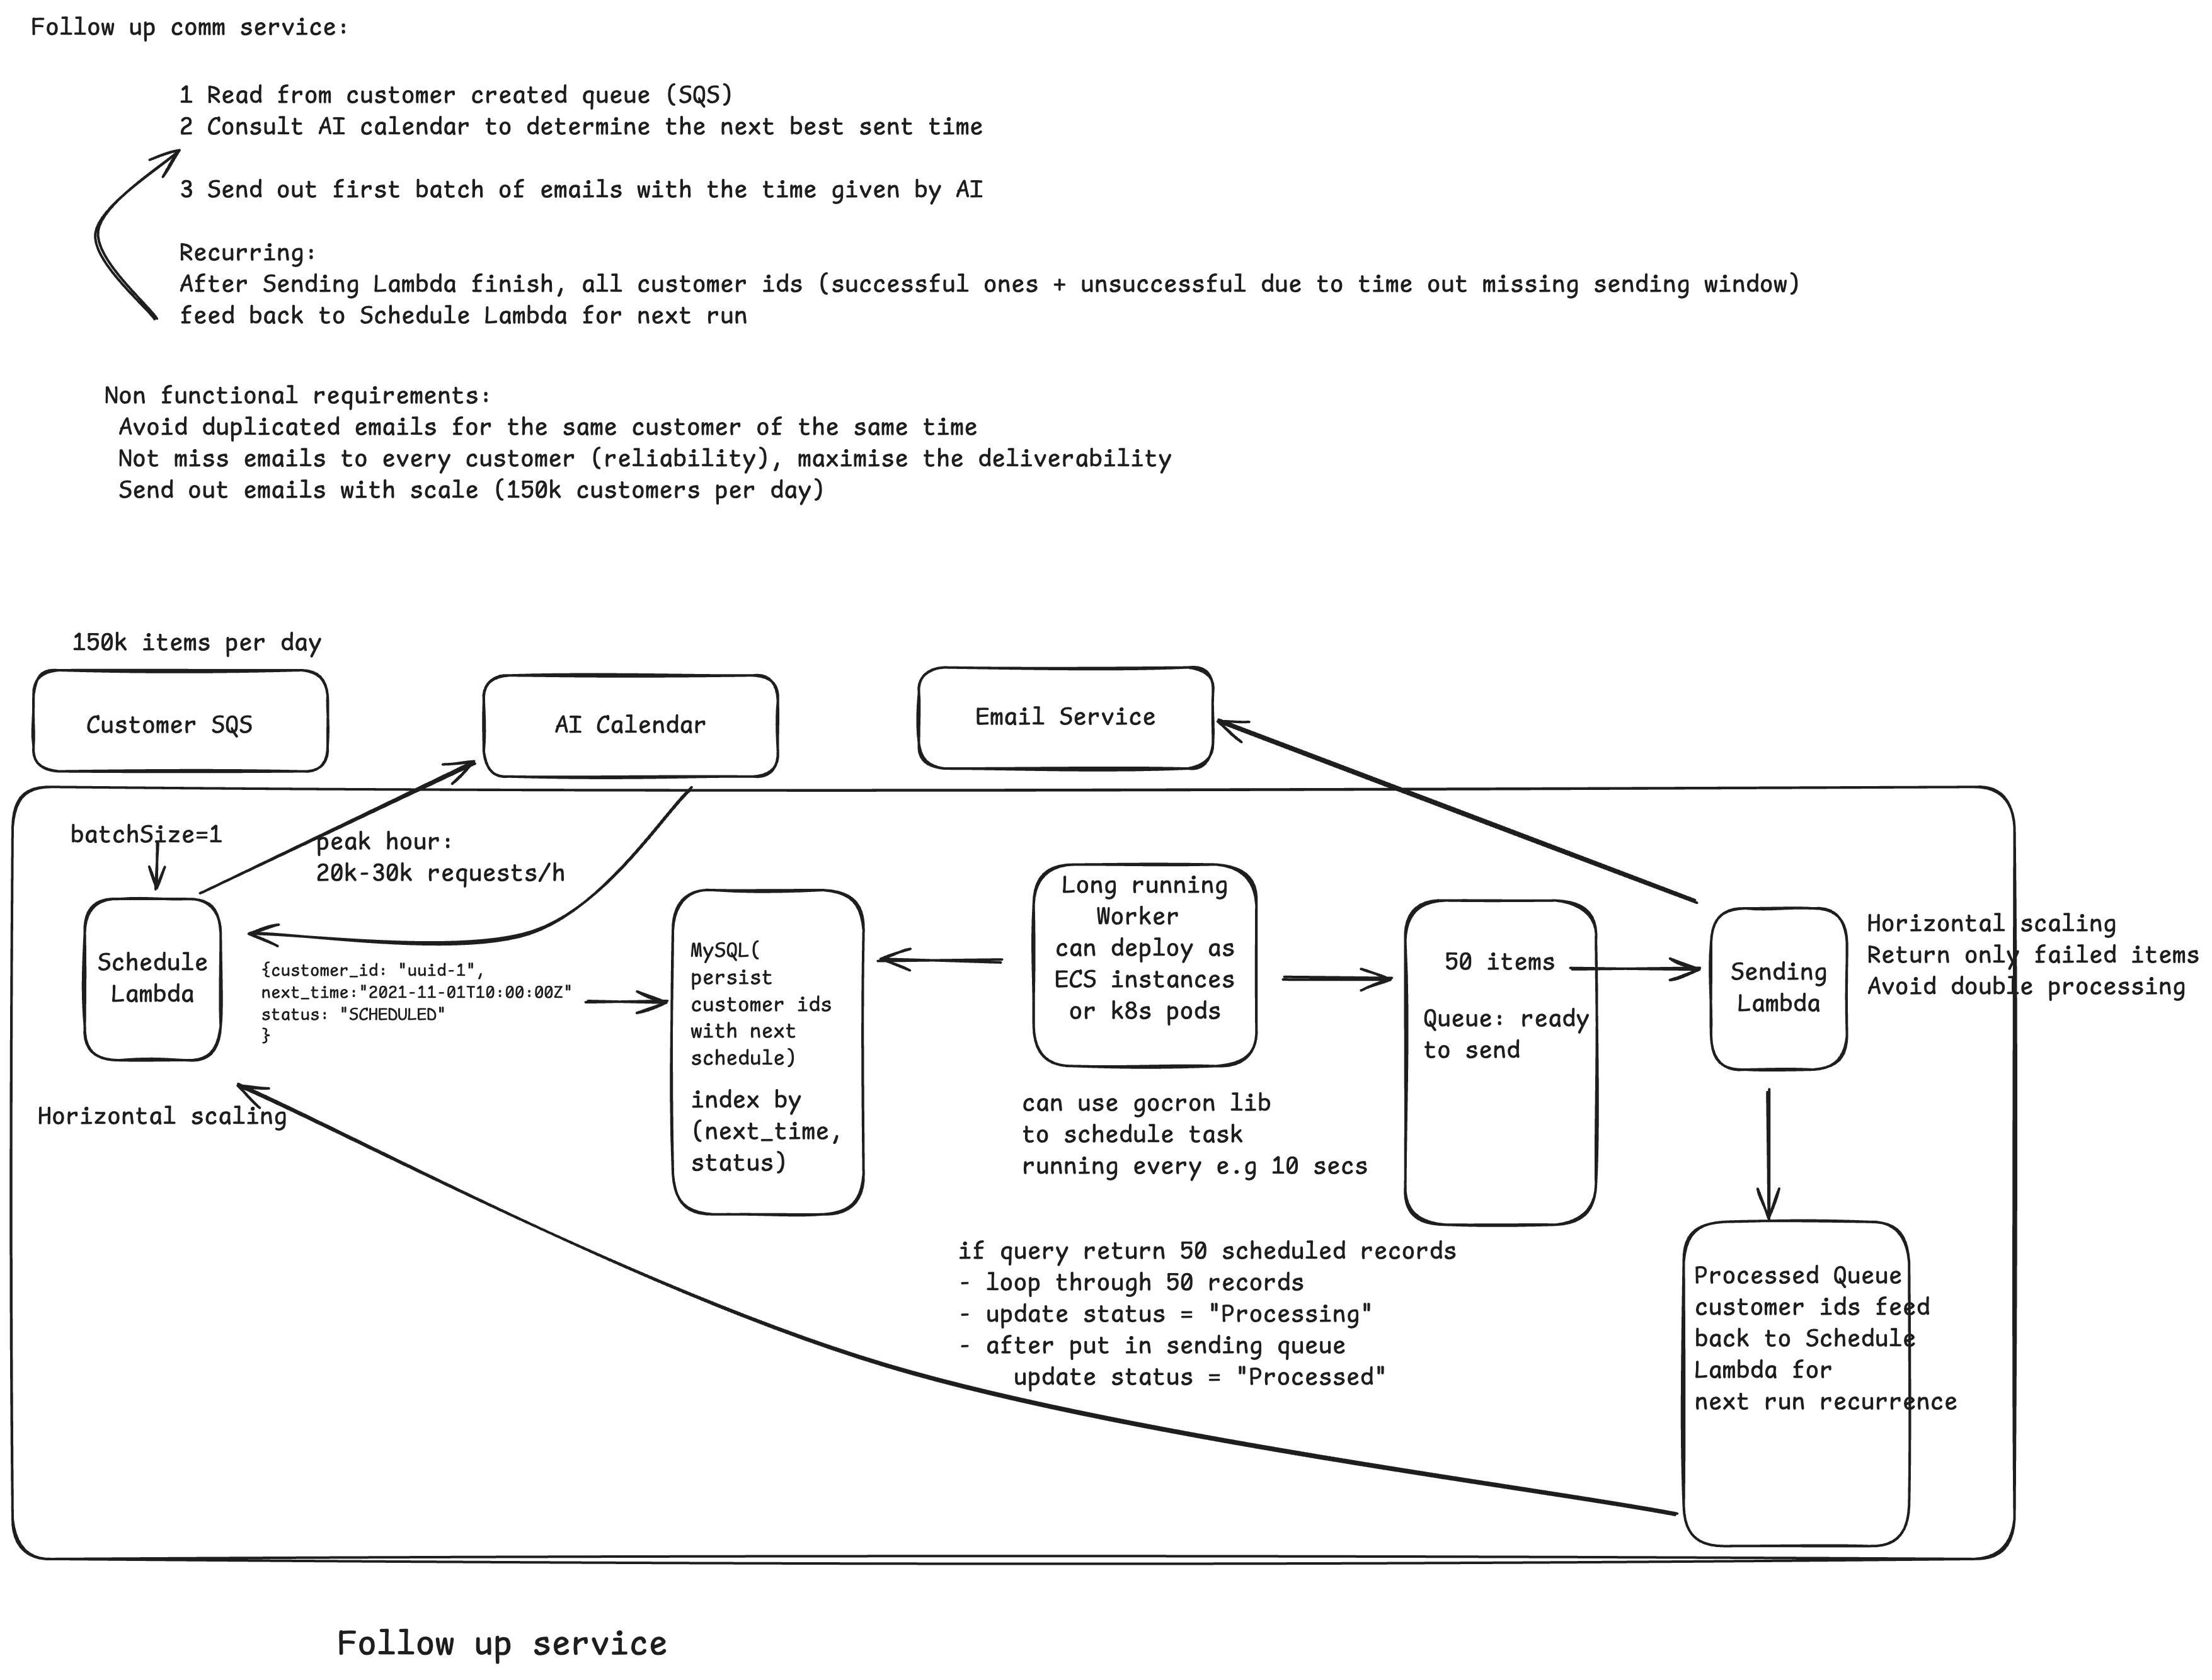 Follow up comm service:
1 Read from customer created queue (SQS)
2 Consult AI calendar to determine the next best sent time
3 Send out first batch of emails with the time given by AI
Recurring:
After Sending Lambda finish, all customer ids (successful ones + unsuccessful due to time out missing sending window)
feed back to Schedule Lambda for next run
Non functional requirements:
Avoid duplicated emails for the same customer of the same time
Not miss emails to every customer (reliability), maximise the deliverability
Send out emails with scale (150k customers per day)
150k items per day
Customer SQS
AI Calendar
Email Service
batchSize=1
peak hour:
20k-30k requests/h
Schedule
Lambda
{customer_id: "uuid-1",
next_time:"2021-11-01T10:00:00Z"
status: "SCHEDULED"
}
Horizontal scaling
MySQL(
persist
customer ids
with next
schedule)
index by
(next_time,
status)
Long running
Worker
can deploy as
ECS instances
or k8s pods
can use gocron lib
to schedule task
running every e.g 10 secs
if query return 50 scheduled records
- loop through 50 records
- update status = "Processing"
- after put in sending queue
update status = "Processed"
50 items
Queue: ready
to send
Sending
Lambda
Horizontal scaling
Return only failed items
Avoid double processing
Processed Queue
customer ids feed
back to Schedule
Lambda for
next run recurrence
Follow up service